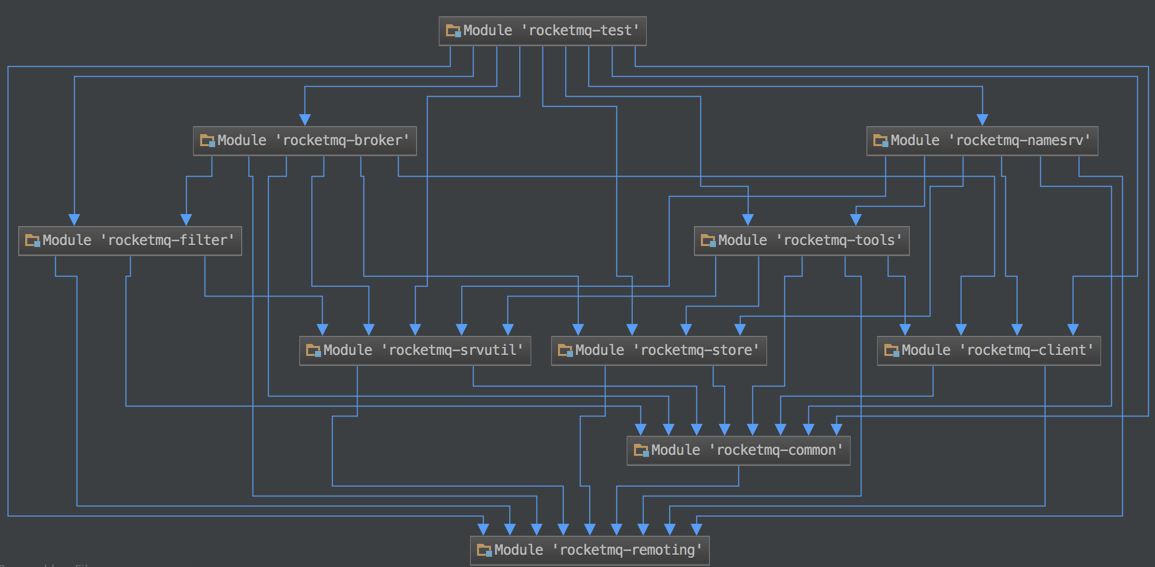 Module 'rocketmq-test'
Module 'rocketmq-broker'
Module 'rocketmq-namesrv'
Module 'rocketmq-filter'
Module 'rocketmq-tools'
Module 'rocketmq-srvutil'
Module 'rocketmq-store'
Module 'rocketmq-client'
Module 'rocketmq-common'
Module 'rocketmq-remoting'